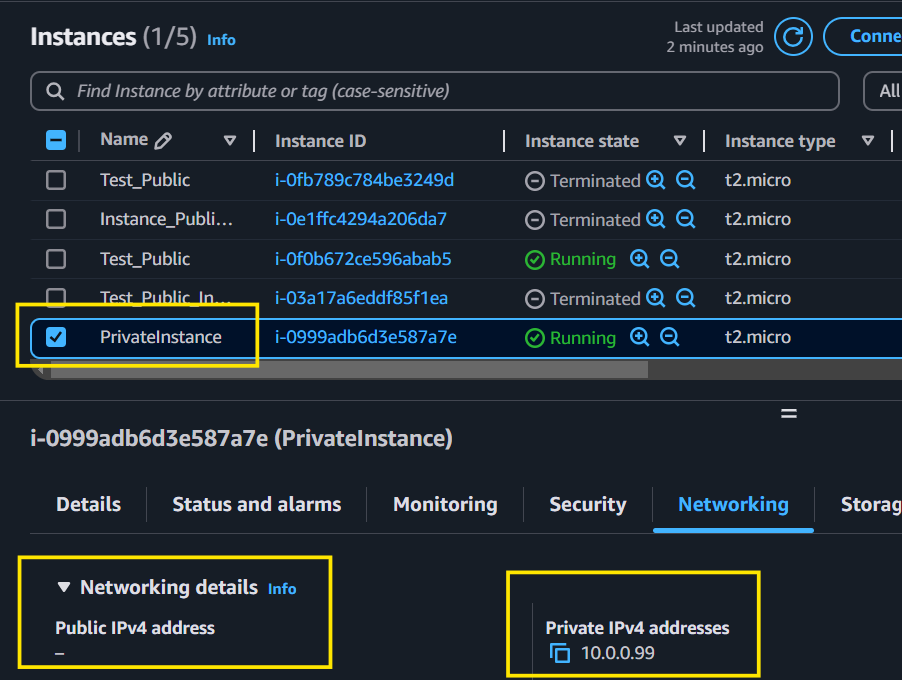 Instances (1/5) Info
Last updated
2 minutes ago
Conne
Find Instance by attribute or tag (case-sensitive)
All
Name Instance ID Instance state Instance type
Test_Public i-0fb789c784be3249d Terminated t2.micro
Instance_Publi... i-0e1ffc4294a206da7 Terminated t2.micro
Test_Public i-0f0b672ce596abab5 Running t2.micro
Test_Public_In... i-03a17a6eddf85f1ea Terminated t2.micro
PrivateInstance i-0999adb6d3e587a7e Running t2.micro
i-0999adb6d3e587a7e (PrivateInstance)
Details Status and alarms Monitoring Security Networking Storag
Networking details Info
Public IPv4 address Private IPv4 addresses
– 10.0.0.99